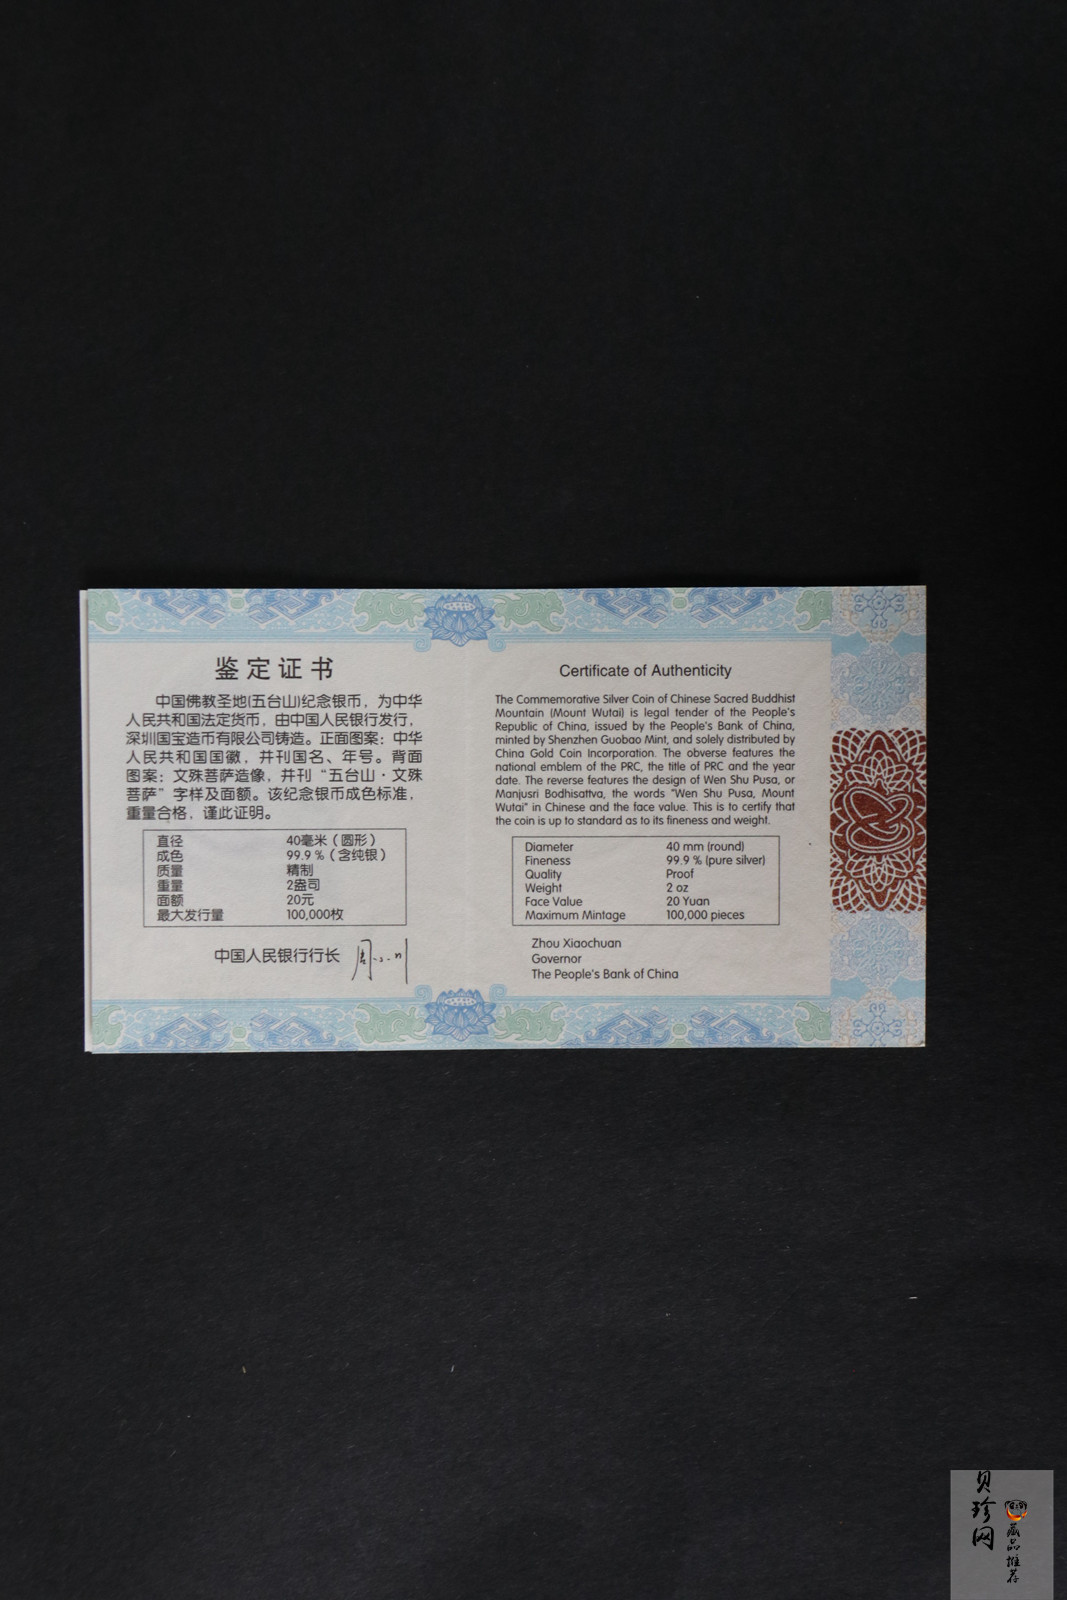 鉴定证书
中国佛教圣地(五台山)纪念银币，为中华
人民共和国法定货币，由中国人民银行发行，
深圳国宝造币有限公司铸造。正面图案：中华
人民共和国国徽，并刊国名、年号。背面
图案：文殊菩萨造像，并刊“五台山·文殊
菩萨”字样及面额。该纪念银币成色标准，
重量合格，谨此证明。
直径 40毫米（圆形）
成色 99.9％（含纯银）
质量 精制
重量 2盎司
面额 20元
最大发行量 100,000枚
中国人民银行行长
Certificate of Authenticity
The Commemorative Silver Coin of Chinese Sacred Buddhist
Mountain (Mount Wutai) is legal tender of the People's
Republic of China, issued by the People's Bank of China,
minted by Shenzhen Guobao Mint, and solely distributed by
China Gold Coin Incorporation. The obverse features the
national emblem of the PRC, the title of PRC and the year
date. The reverse features the design of Wen Shu Pusa, or
Manjusri Bodhisattva, the words "Wen Shu Pusa, Mount
Wutai" in Chinese and the face value. This is to certify that
the coin is up to standard as to its fineness and weight.
Diameter 40 mm (round)
Fineness 99.9 % (pure silver)
Quality Proof
Weight 2 oz
Face Value 20 Yuan
Maximum Mintage 100,000 pieces
Zhou Xiaochuan
Governor
The People's Bank of China
贝珍网
藏品推荐